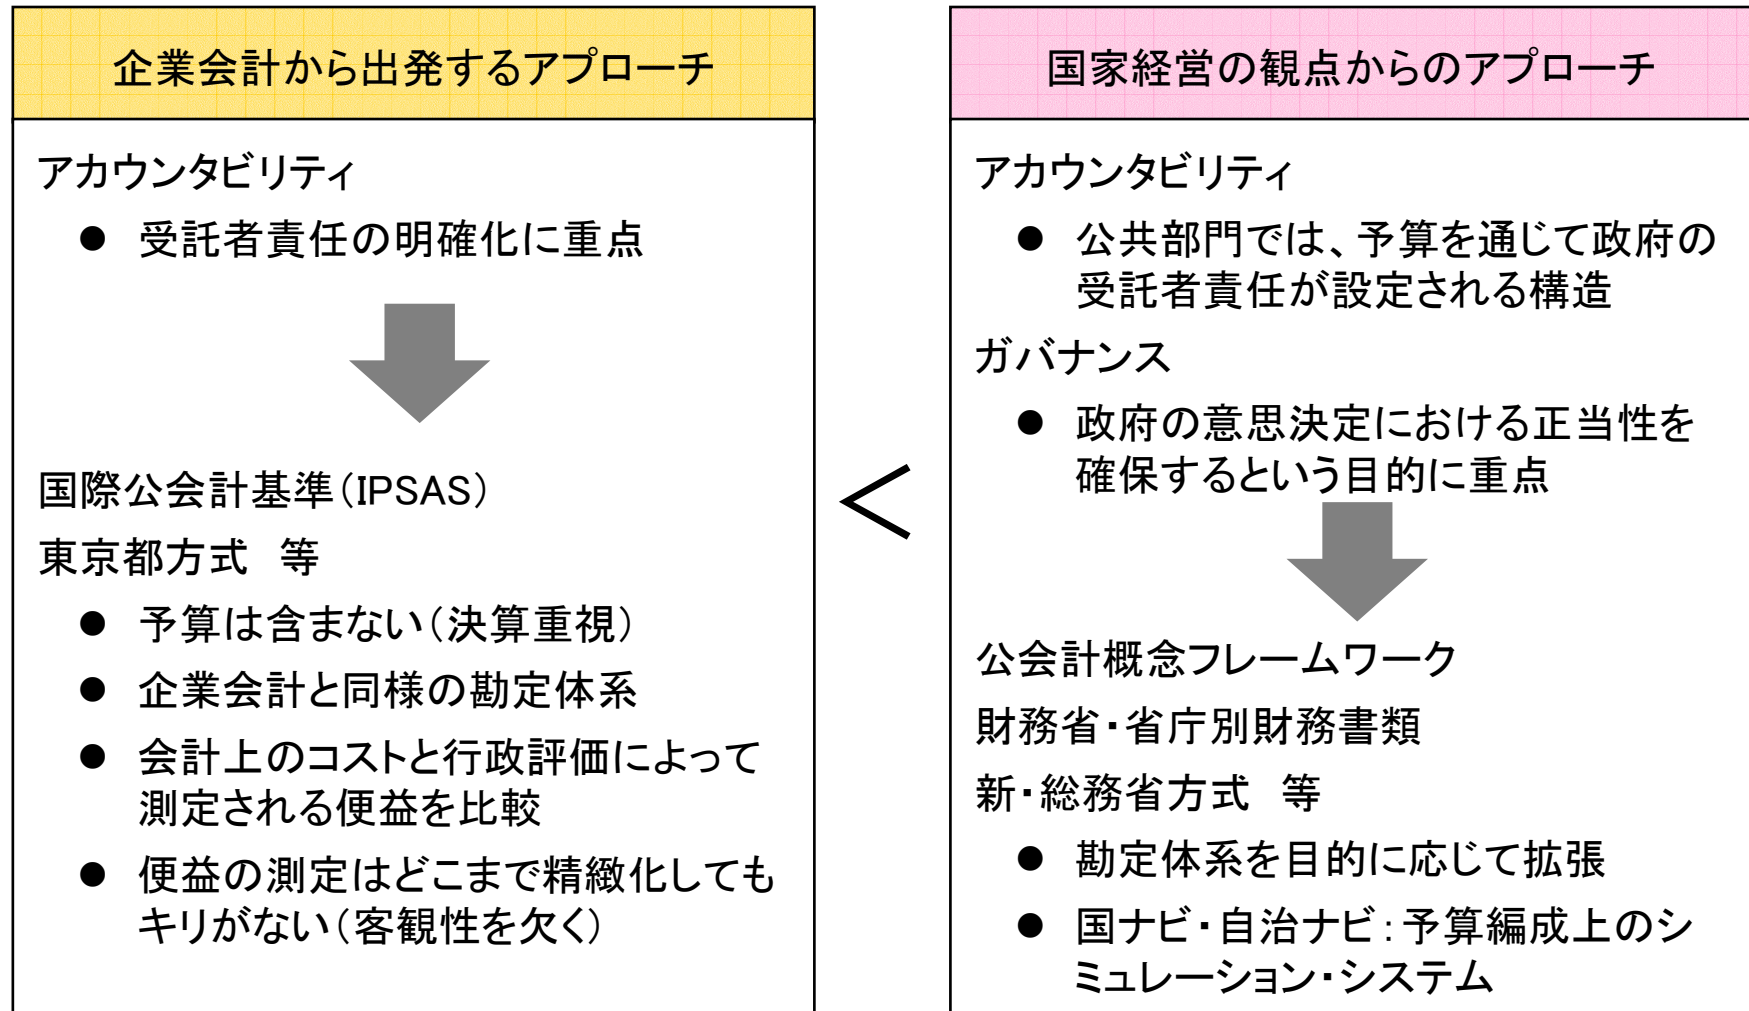 企業会計から出発するアプローチ
アカウンタビリティ
● 受託者責任の明確化に重点
国際公会計基準（IPSAS）
東京都方式　等
● 予算は含まない（決算重視）
● 企業会計と同様の勘定体系
● 会計上のコストと行政評価によって
測定される便益を比較
● 便益の測定はどこまで精緻化しても
キリがない（客観性を欠く）
＜
国家経営の観点からのアプローチ
アカウンタビリティ
● 公共部門では、予算を通じて政府の
受託者責任が設定される構造
ガバナンス
● 政府の意思決定における正当性を
確保するという目的に重点
公会計概念フレームワーク
財務省・省庁別財務書類
新・総務省方式　等
● 勘定体系を目的に応じて拡張
● 国ナビ・自治ナビ：予算編成上のシ
ミュレーション・システム